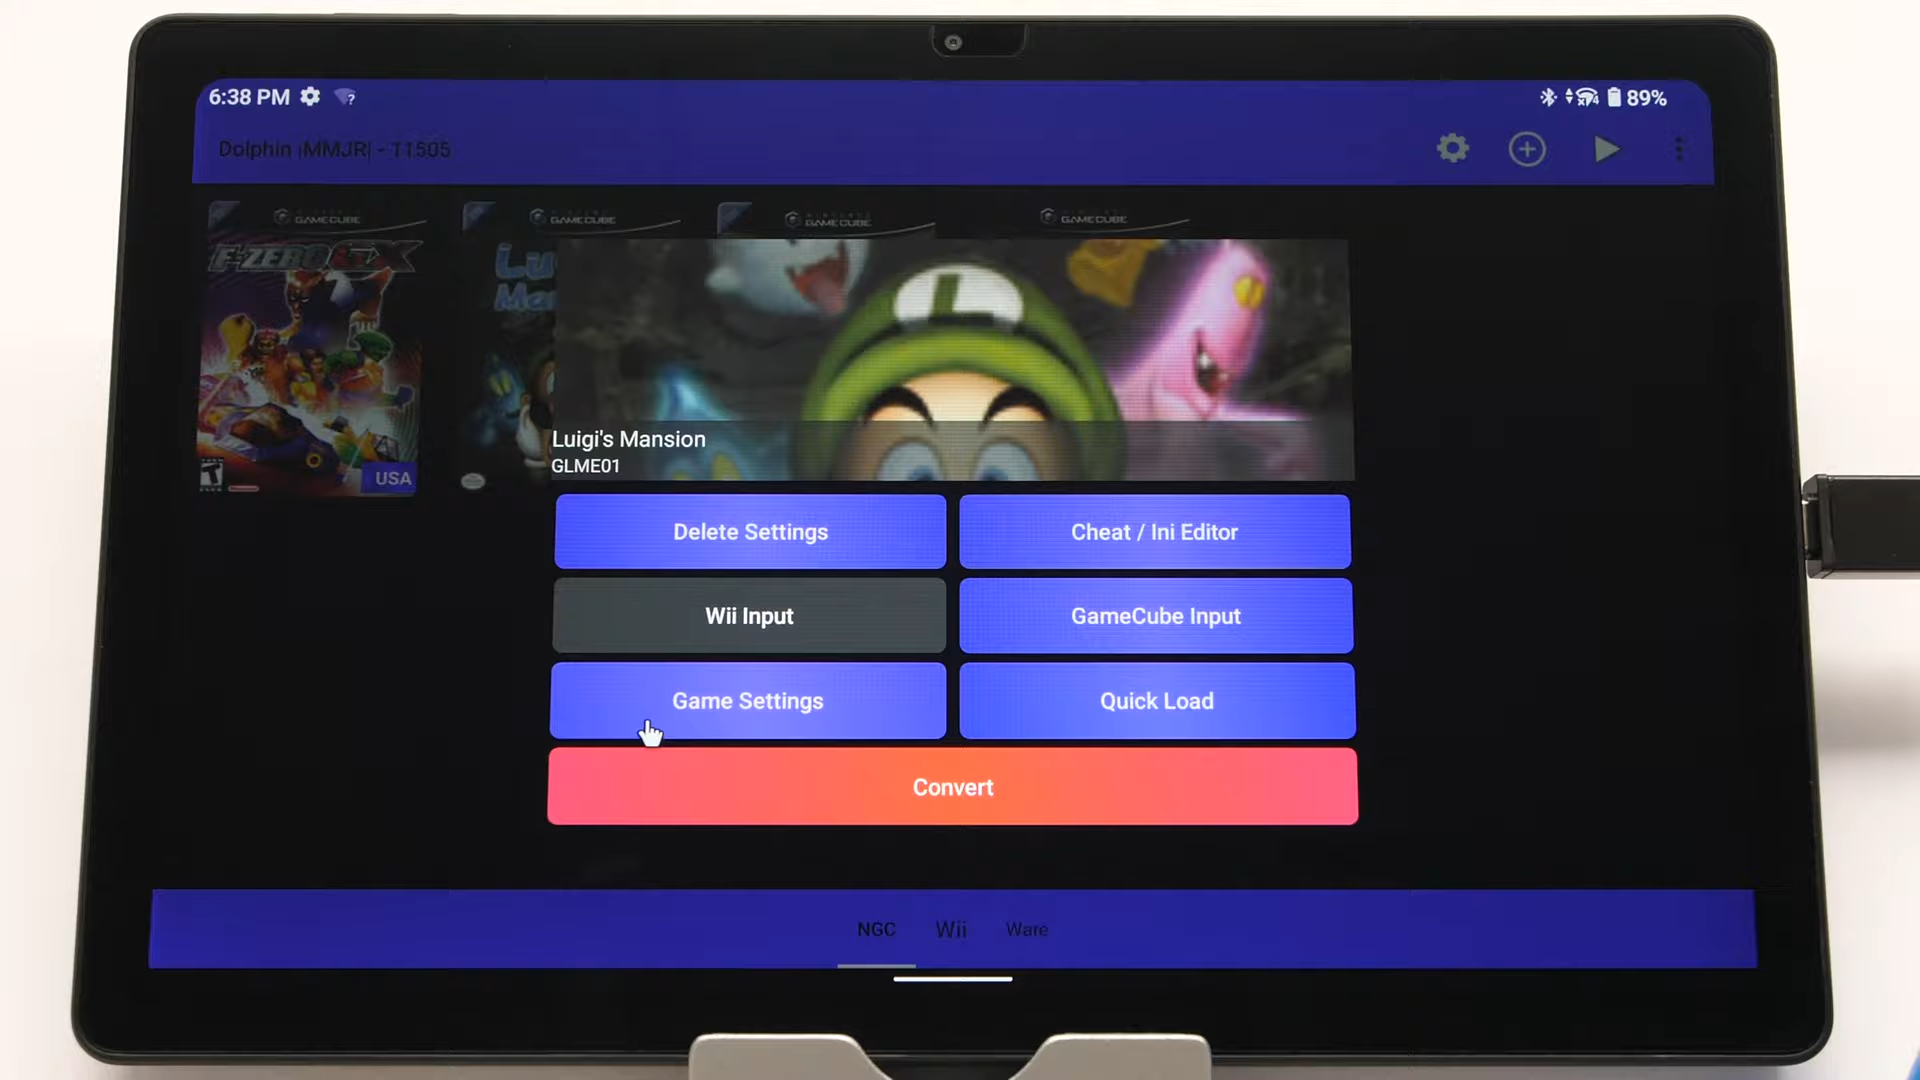 6:38 PM
89%
Dolphin |MMJR| - 11505
GAMECUBE
GAMECUBE
GAMECUBE
GAMECUBE
F-ZERO GX
T
USA
L
Luigi's Mansion
GLME01
Delete Settings
Cheat / Ini Editor
Wii Input
GameCube Input
Game Settings
Quick Load
Convert
NGC
Wii
Ware